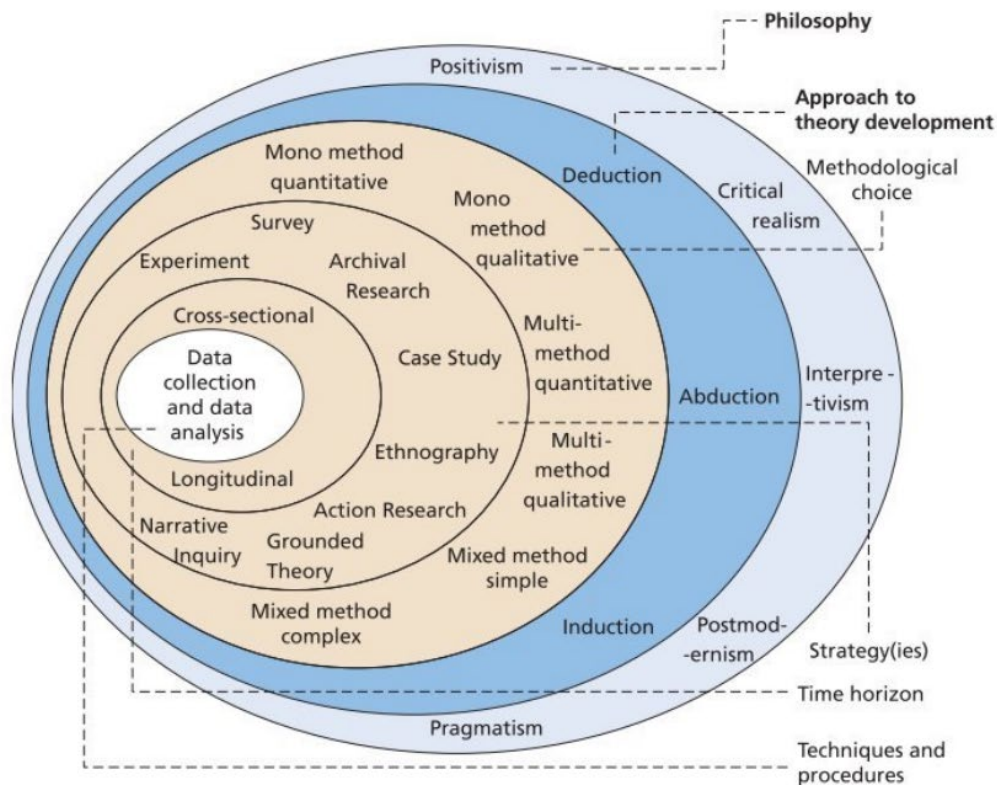 Philosophy
Positivism
Approach to
theory development
Mono method
quantitative
Deduction
Methodological
choice
Critical
realism
Mono
method
qualitative
Survey
Experiment
Archival
Research
Cross-sectional
Multi-
method
quantitative
Data
collection
and data
analysis
Case Study
Abduction
Interpre -
-tivism
Ethnography
Multi-
method
qualitative
Longitudinal
Action Research
Narrative
Inquiry
Grounded
Theory
Mixed method
simple
Mixed method
complex
Induction
Postmod-
-ernism
Strategy(ies)
Time horizon
Pragmatism
Techniques and
procedures